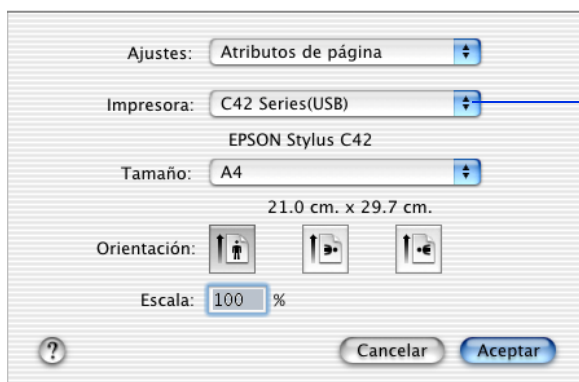 Ajustes: Atributos de página
Impresora: C42 Series(USB)
EPSON Stylus C42
Tamaño: A4
21.0 cm. x 29.7 cm.
Orientación:
Escala: 100 %
? Cancelar Aceptar